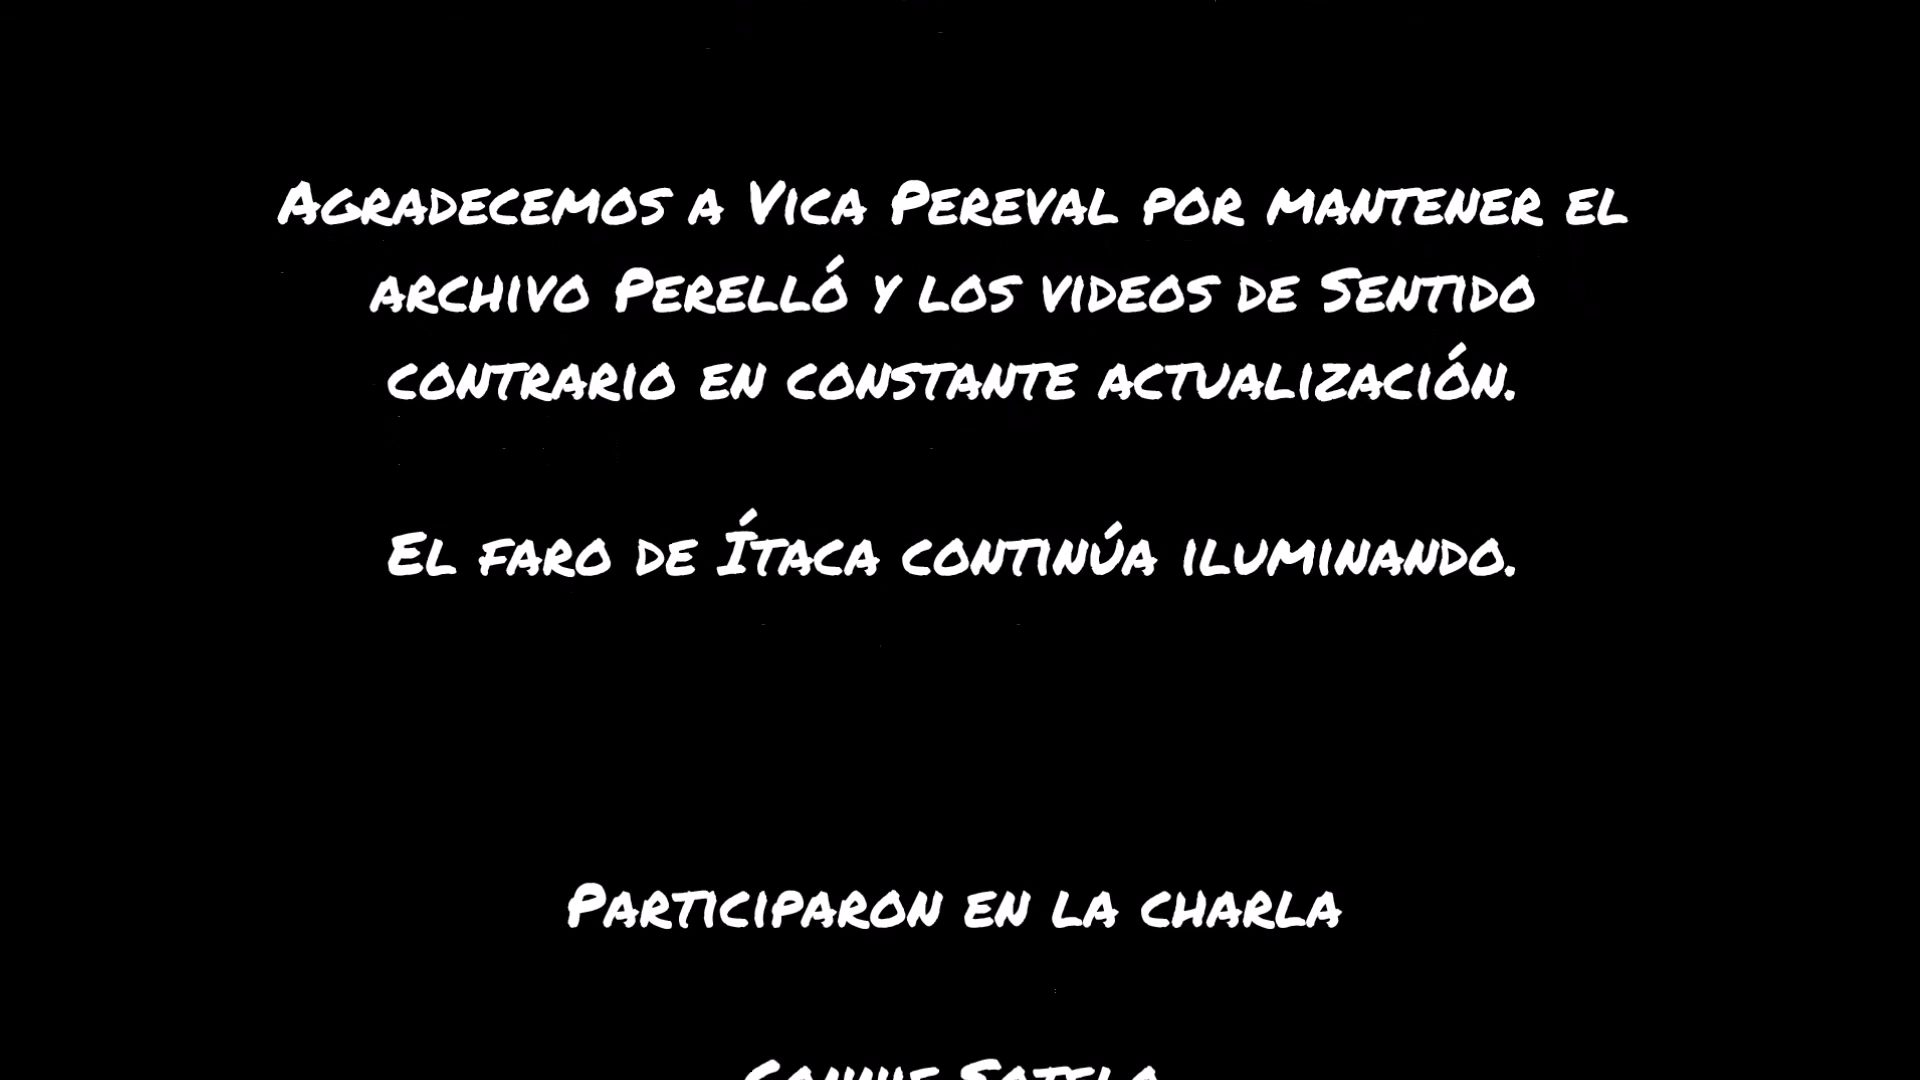 Agradecemos a Vica Pereval por mantener el
archivo Perelló y los videos de Sentido
contrario en constante actualización.
El faro de Ítaca continúa iluminando.
Participaron en la charla
Sotelo